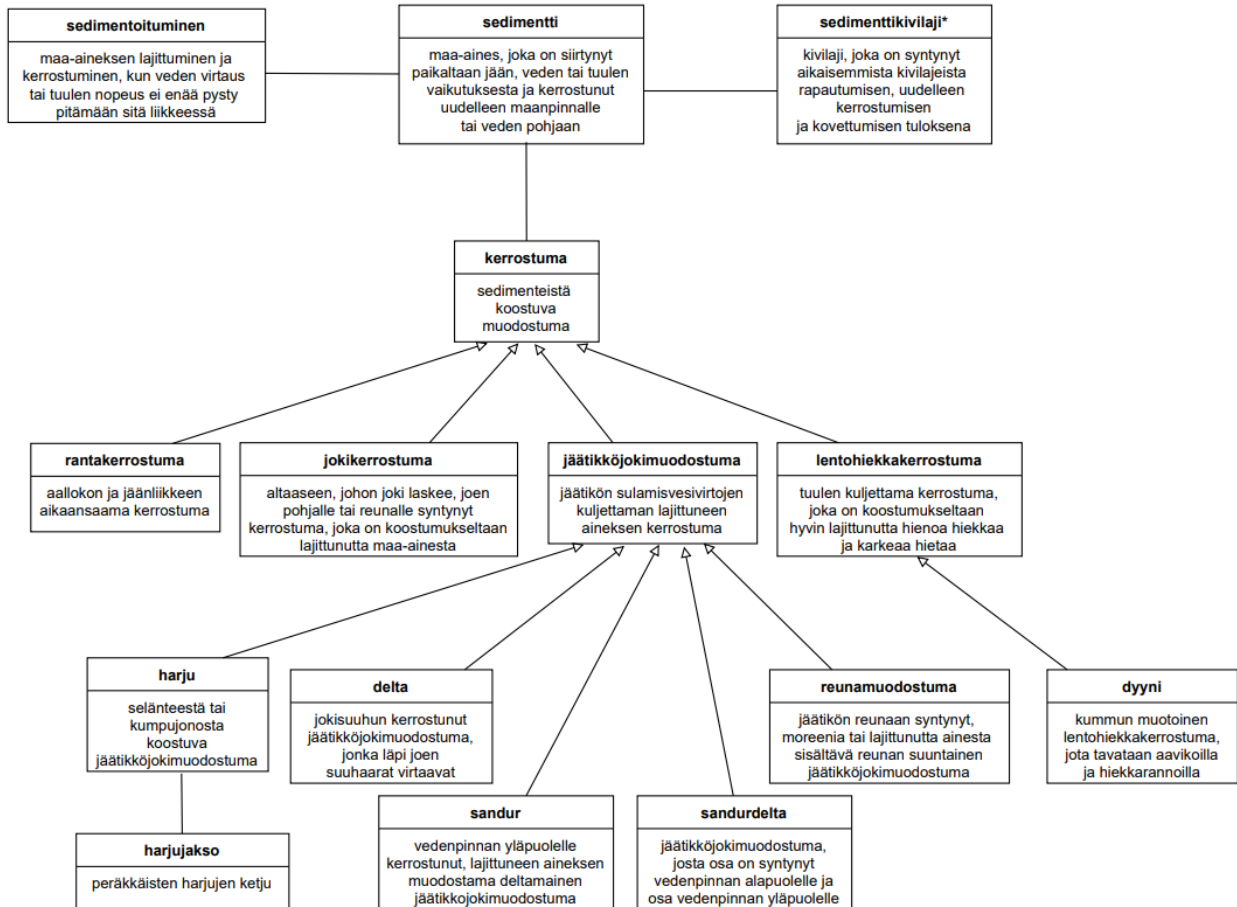 sedimentoituminen
maa-aineksen lajittuminen ja
kerrostuminen, kun veden virtaus
tai tuulen nopeus ei enää pysty
pitämään sitä liikkeessä
sedimentti
maa-aines, joka on siirtynyt
paikaltaan jään, veden tai tuulen
vaikutuksesta ja kerrostunut
uudelleen maanpinnalle
tai veden pohjaan
sedimenttikivilaji*
kivilaji, joka on syntynyt
aikaisemmista kivilajeista
rapautumisen, uudelleen
kerrostumisen
ja kovettumisen tuloksena
kerrostuma
sedimenteistä
koostuva
muodostuma
rantakerrostuma
aallokon ja jäänliikkeen
aikaansaama kerrostuma
jokikerrostuma
altaaseen, johon joki laskee, joen
pohjalle tai reunalle syntynyt
kerrostuma, joka on koostumukseltaan
lajittunutta maa-ainesta
jäätikköjokimuodostuma
jäätikön sulamisvesivirtojen
kuljettaman lajittuneen
aineksen kerrostuma
lentohiekkakerrostuma
tuulen kuljettama kerrostuma,
joka on koostumukseltaan
hyvin lajittunutta hienoa hiekkaa
ja karkeaa hietaa
harju
selänteestä tai
kumpujonosta
koostuva
jäätikköjokimuodostuma
delta
jokisuuhun kerrostunut
jäätikköjokimuodostuma,
jonka läpi joen
suuhaarat virtaavat
reunamuodostuma
jäätikön reunaan syntynyt,
moreenia tai lajittunutta ainesta
sisältävä reunan suuntainen
jäätikköjokimuodostuma
dyyni
kummun muotoinen
lentohiekkakerrostuma,
jota tavataan aavikoilla
ja hiekkarannoilla
harjujakso
peräkkäisten harjujen ketju
sandur
vedenpinnan yläpuolelle
kerrostunut, lajittuneen aineksen
muodostama deltamainen
jäätikkojokimuodostuma
sandurdelta
jäätikköjokimuodostuma,
josta osa on syntynyt
vedenpinnan alapuolelle ja
osa vedenpinnan yläpuolelle